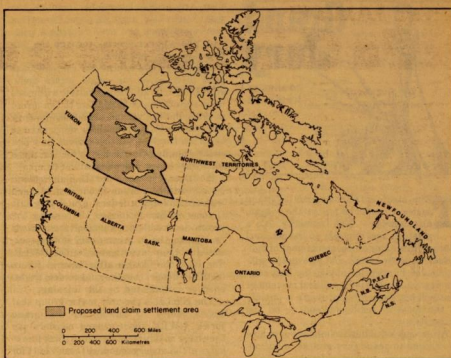 YUKON
NORTHWEST TERRITORIES
BRITISH
COLUMBIA
ALBERTA
SASK.
MANITOBA
ONTARIO
QUEBEC
NEWFOUNDLAND
P.E.I.
N.B.
N.S.
Proposed land claim settlement area
0 200 400 600 Miles
0 200 400 600 Kilometres